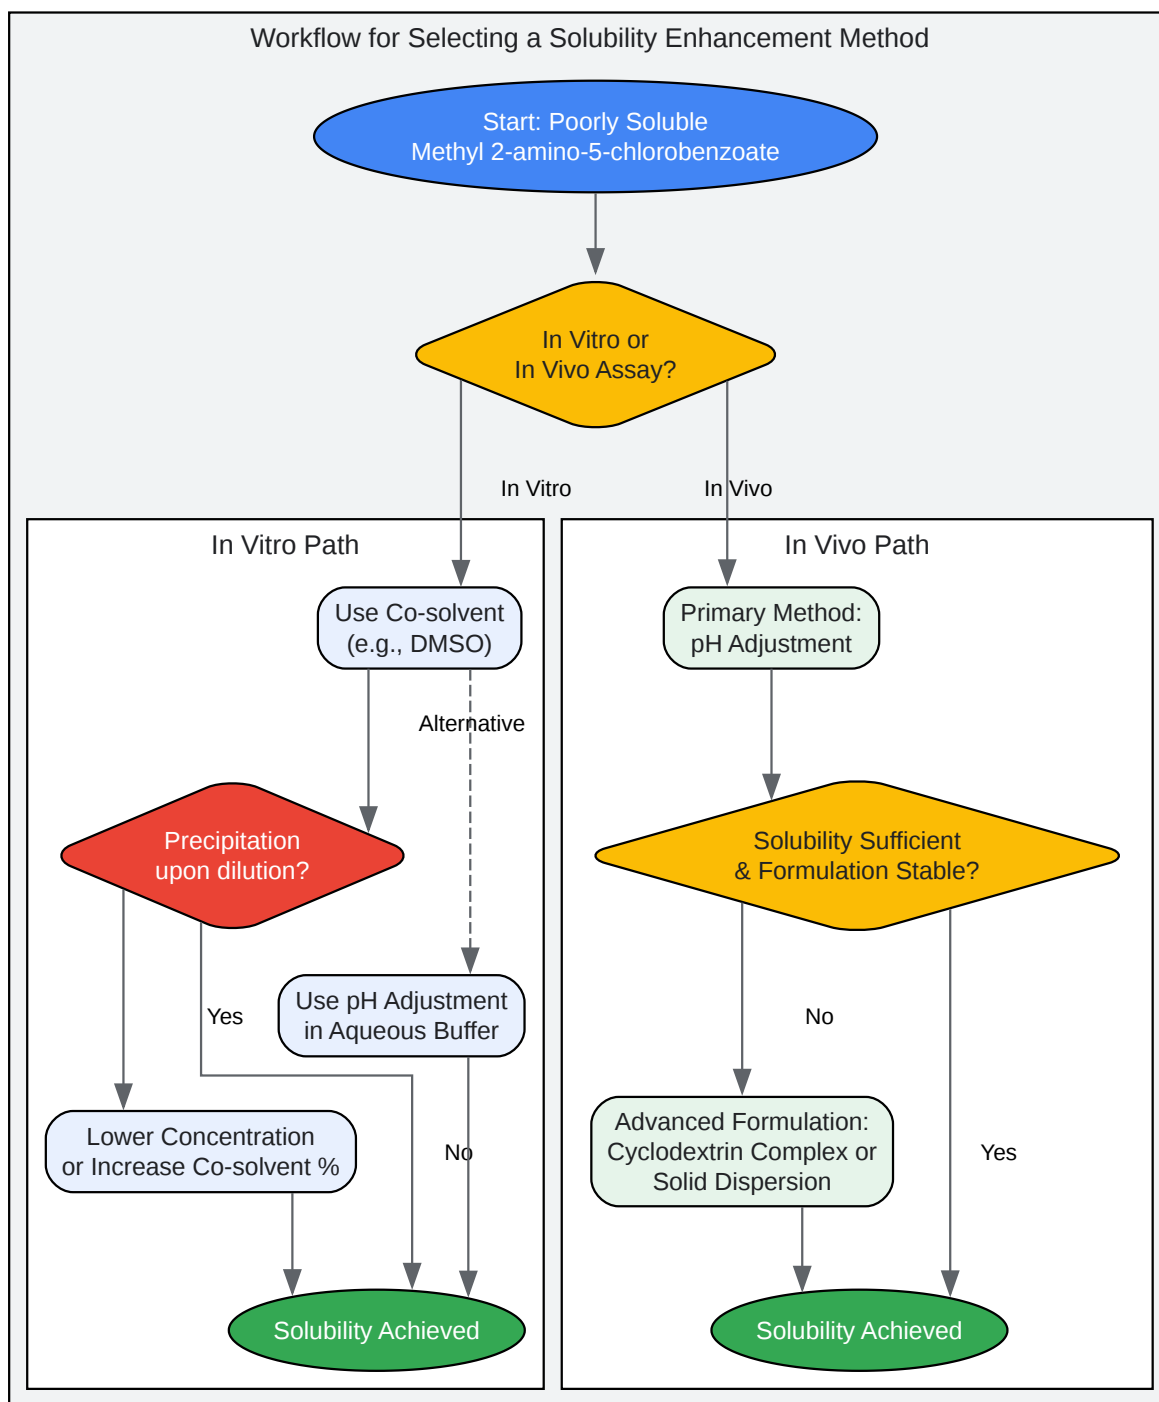 Workflow for Selecting a Solubility Enhancement Method
Start: Poorly Soluble
Methyl 2-amino-5-chlorobenzoate
In Vitro or
In Vivo Assay?
In Vitro
In Vivo
In Vitro Path
Use Co-solvent
(e.g., DMSO)
Alternative
Precipitation
upon dilution?
Yes
Use pH Adjustment
in Aqueous Buffer
Lower Concentration
or Increase Co-solvent %
No
Solubility Achieved
In Vivo Path
Primary Method:
pH Adjustment
Solubility Sufficient
& Formulation Stable?
No
Advanced Formulation:
Cyclodextrin Complex or
Solid Dispersion
Yes
Solubility Achieved